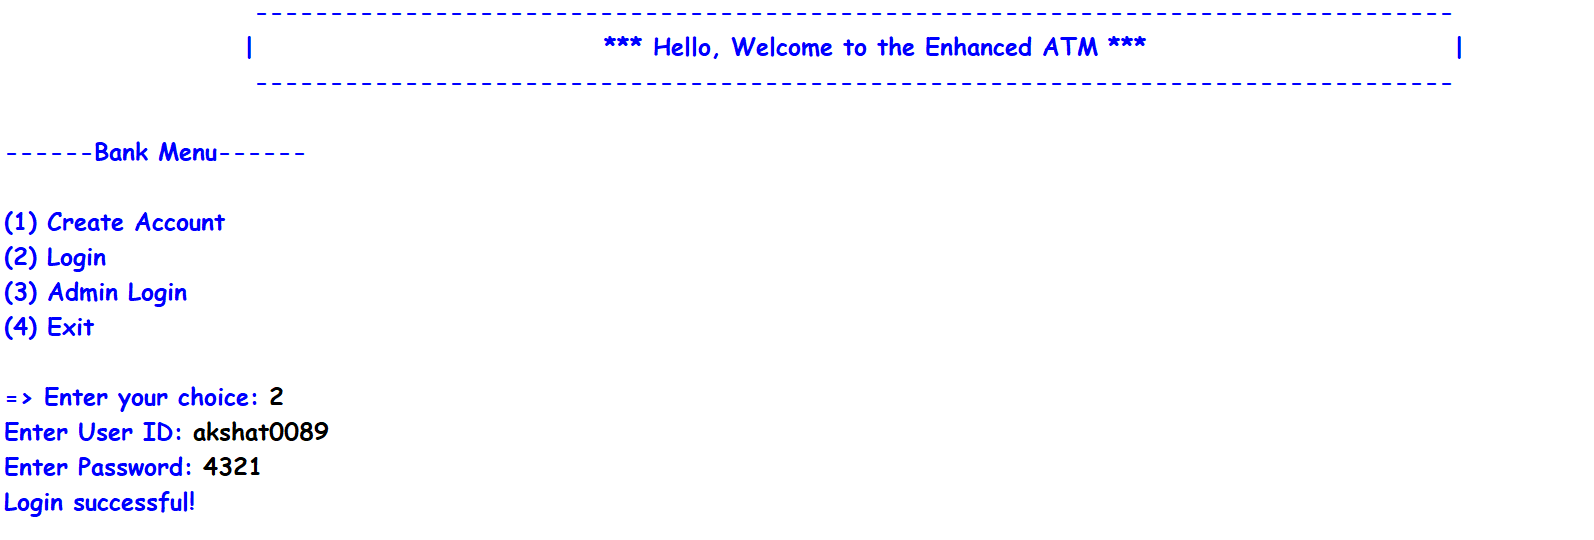 --------------------------------------------------------------------------------
| *** Hello, Welcome to the Enhanced ATM *** |
--------------------------------------------------------------------------------
------Bank Menu------
(1) Create Account
(2) Login
(3) Admin Login
(4) Exit
=> Enter your choice: 2
Enter User ID: akshat0089
Enter Password: 4321
Login successful!